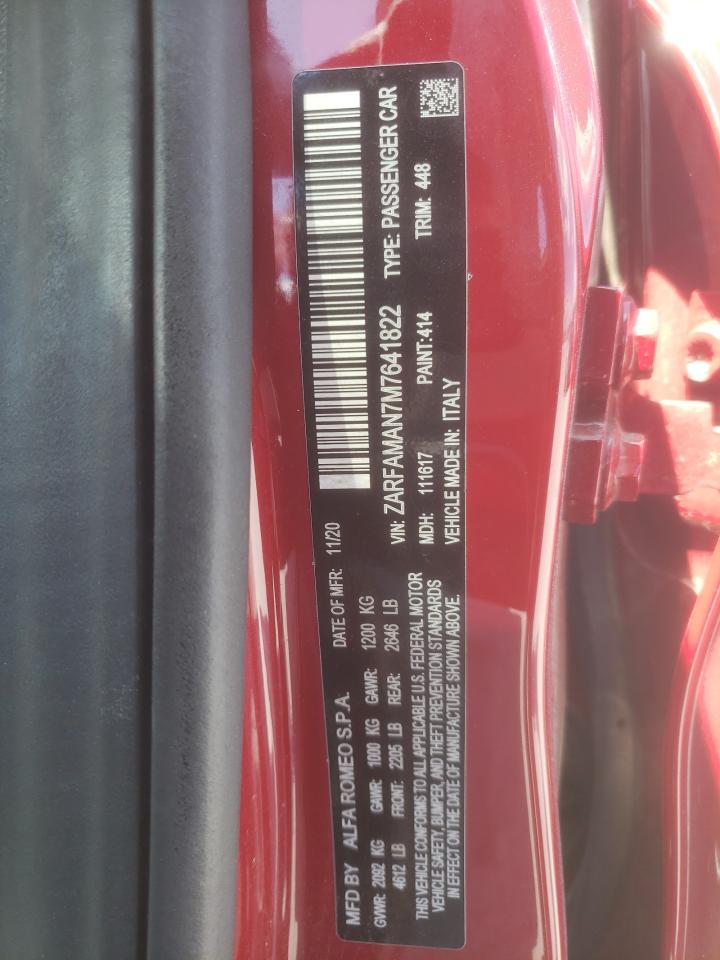 MFD BY ALFA ROMEO S.P.A. DATE OF MFR: 11/20
GVWR: 2092 KG GAWR: 1000 KG GAWR: 1200 KG
4612 LB FRONT: 2205 LB REAR: 2646 LB
THIS VEHICLE CONFORMS TO ALL APPLICABLE U.S. FEDERAL MOTOR
VEHICLE SAFETY, BUMPER, AND THEFT PREVENTION STANDARDS
IN EFFECT ON THE DATE OF MANUFACTURE SHOWN ABOVE.
VIN: ZARFAMAN7M7641822 TYPE: PASSENGER CAR
MDH: 111617 PAINT:414 TRIM: 448
VEHICLE MADE IN: ITALY